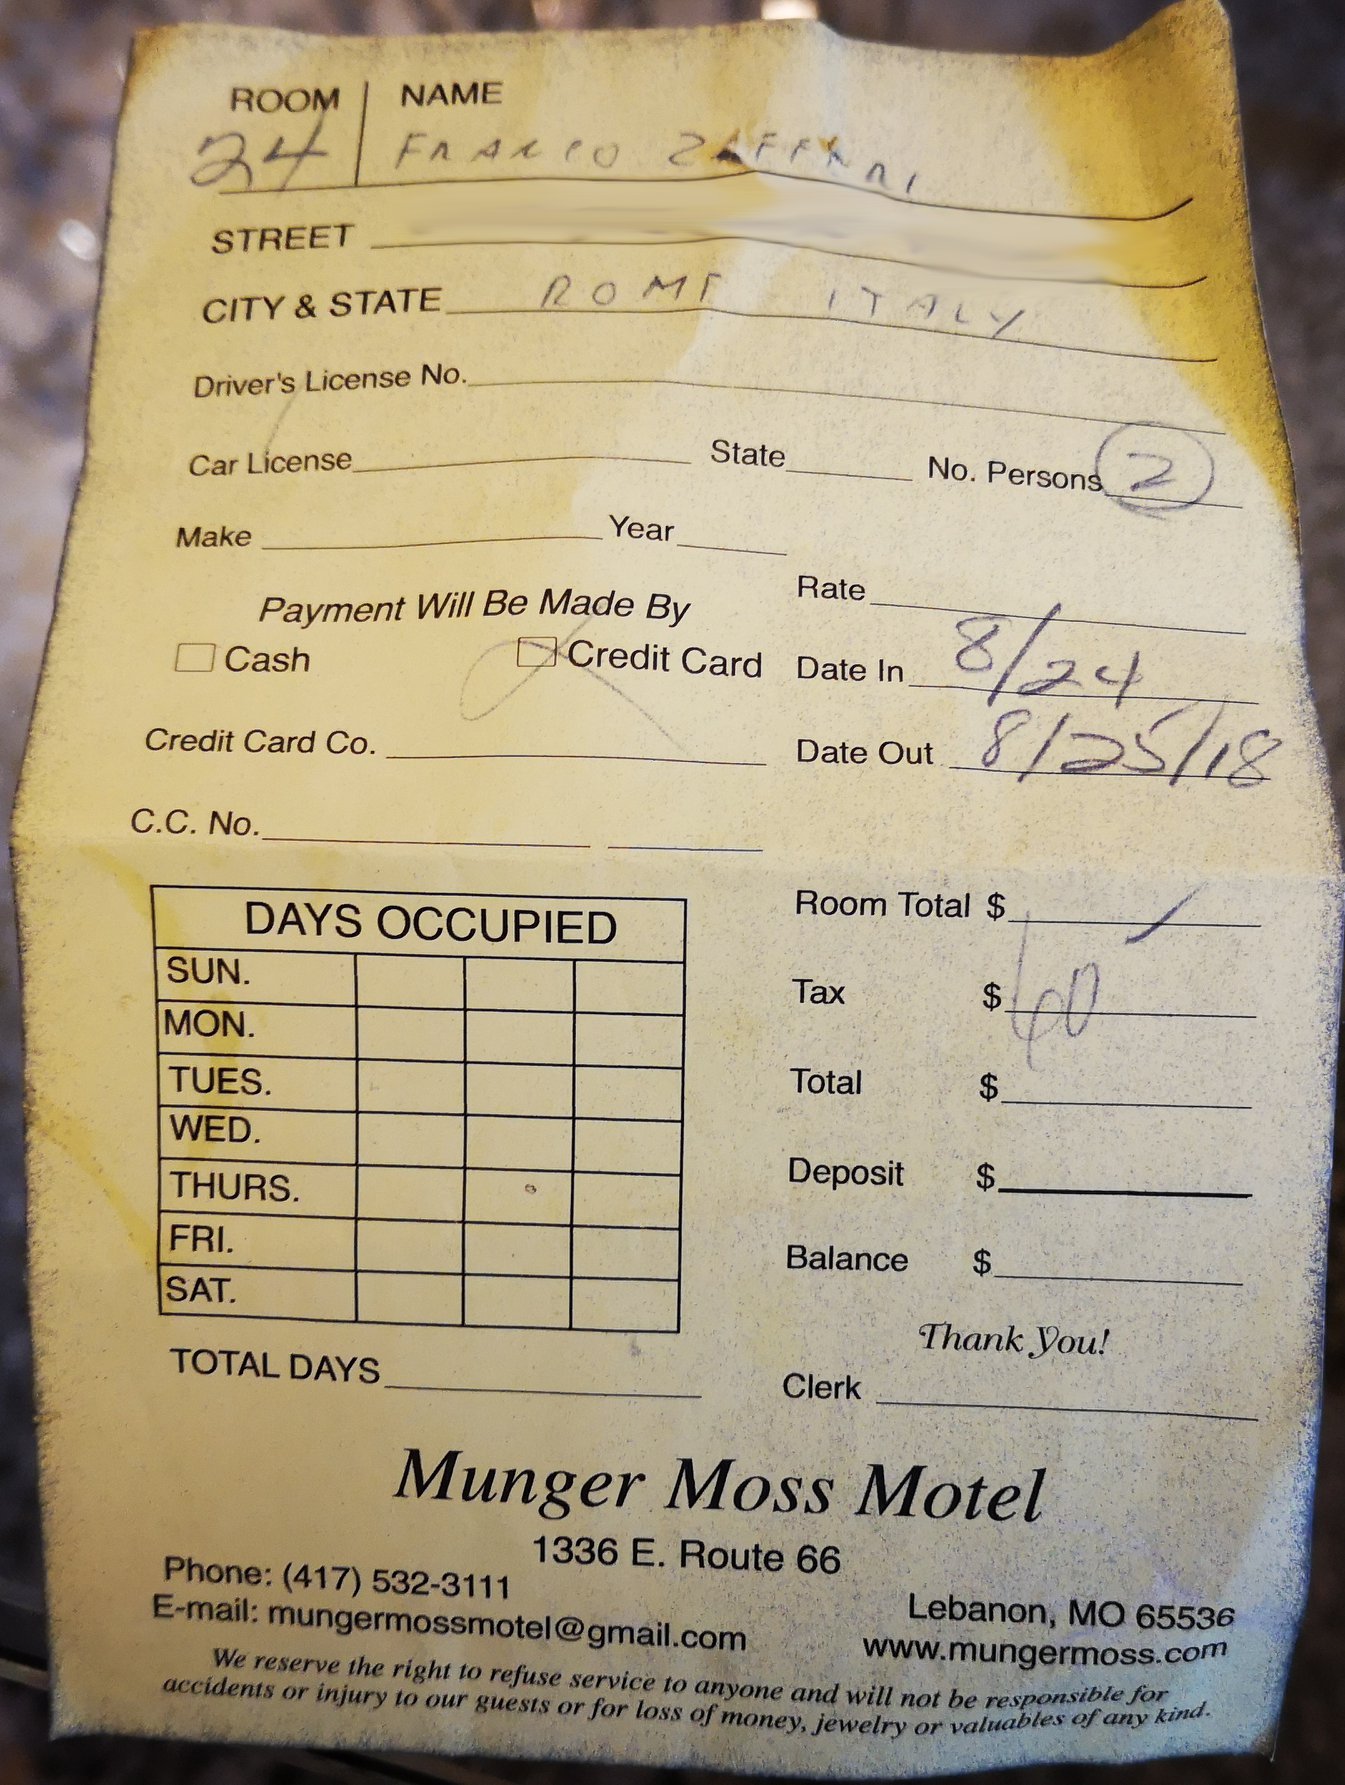 ROOM NAME
24 FRANCO ZAFFERI
STREET
CITY & STATE ROME ITALY
Driver's License No.
Car License State No. Persons 2
Make Year
Rate
Payment Will Be Made By
Cash Credit Card Date In 8/24
Credit Card Co. Date Out 8/25/18
C.C. No.
DAYS OCCUPIED
SUN.
MON.
TUES.
WED.
THURS.
FRI.
SAT.
TOTAL DAYS
Room Total $
Tax $ 60
Total $
Deposit $
Balance $
Thank You!
Clerk
Munger Moss Motel
1336 E. Route 66
Phone: (417) 532-3111
Lebanon, MO 65536
E-mail: mungermossmotel@gmail.com
www.mungermoss.com
We reserve the right to refuse service to anyone and will not be responsible for
accidents or injury to our guests or for loss of money, jewelry or valuables of any kind.